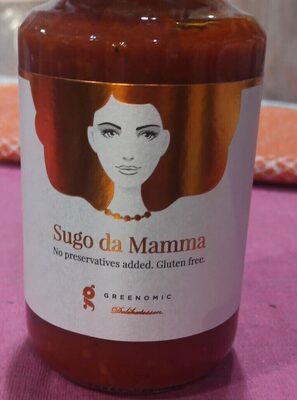 Sugo da Mamma
No preservatives added. Gluten free.
g GREENOMIC
Delikatessen